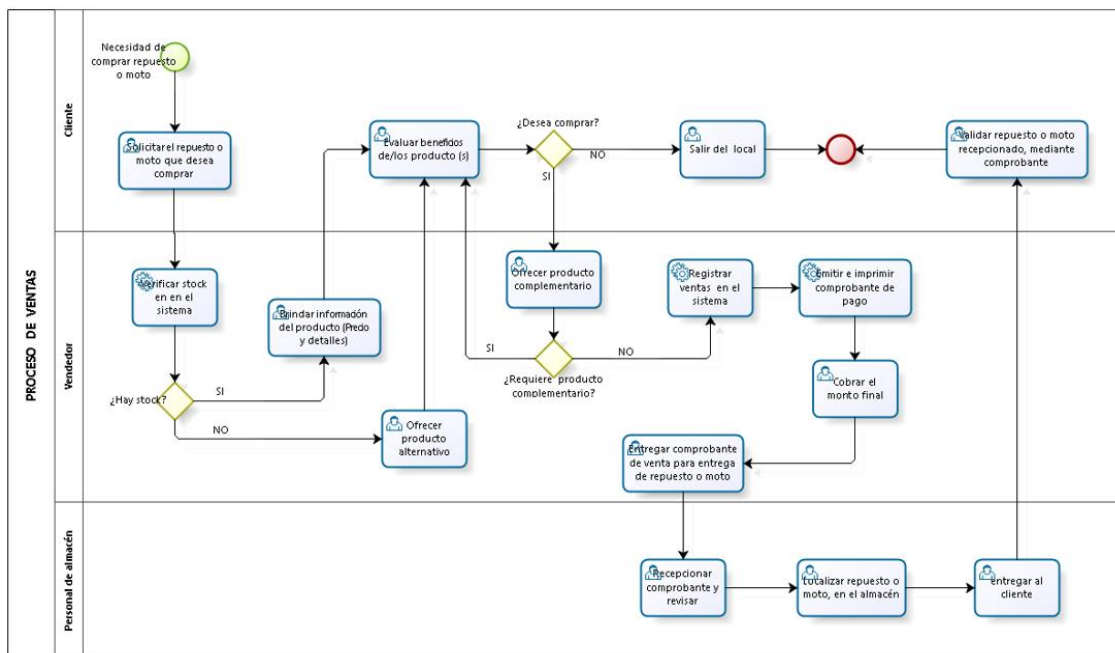 PROCESO DE VENTAS
Cliente
Necesidad de
comprar repuesto
o moto
Solicitar el repuesto o
moto que desea
comprar
Evaluar beneficios
de/los producto (s)
¿Desea comprar?
NO
SI
Salir del local
Validar repuesto o moto
recepcionado, mediante
comprobante
Vendedor
Verificar stock
en en el
sistema
¿Hay stock?
SI
NO
Brindar información
del producto (Precio
y detalles)
Ofrecer
producto
alternativo
Ofrecer producto
complementario
SI
NO
¿Requiere producto
complementario?
Registrar
ventas en el
sistema
Emitir e imprimir
comprobante de
pago
Cobrar el
monto final
Entregar comprobante
de venta para entrega
de repuesto o moto
Personal de almacén
Recepcionar
comprobante y
revisar
Localizar repuesto o
moto, en el almacén
Entregar al
cliente